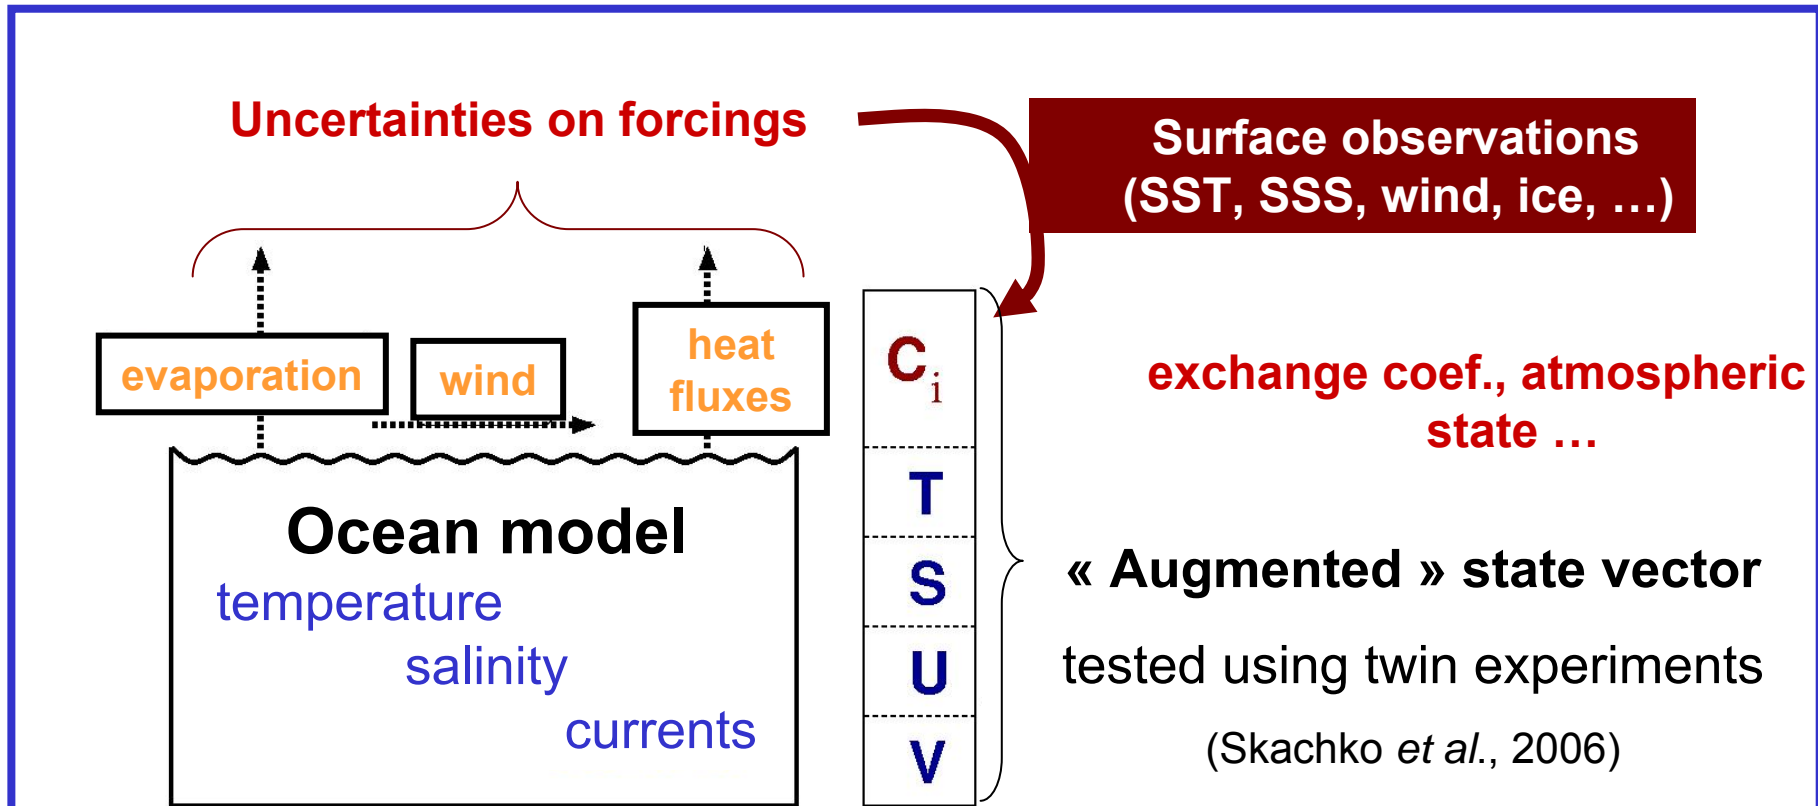 Uncertainties on forcings
Surface observations
(SST, SSS, wind, ice, …)
evaporation
wind
heat
fluxes
Ocean model
temperature
salinity
currents
Ci
T
S
U
V
exchange coef., atmospheric
state …
« Augmented » state vector
tested using twin experiments
(Skachko et al., 2006)